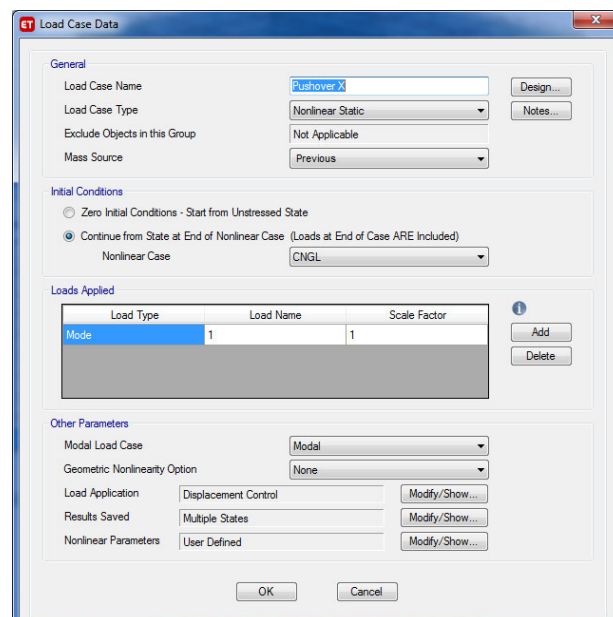 ET Load Case Data
X
General
Load Case Name Pushover X Design...
Load Case Type Nonlinear Static Notes...
Exclude Objects in this Group Not Applicable
Mass Source Previous
Initial Conditions
Zero Initial Conditions - Start from Unstressed State
Continue from State at End of Nonlinear Case (Loads at End of Case ARE Included)
Nonlinear Case CNGL
Loads Applied
Load Type Load Name Scale Factor
Mode 1 1
i
Add
Delete
Other Parameters
Modal Load Case Modal
Geometric Nonlinearity Option None
Load Application Displacement Control Modify/Show...
Results Saved Multiple States Modify/Show...
Nonlinear Parameters User Defined Modify/Show...
OK Cancel